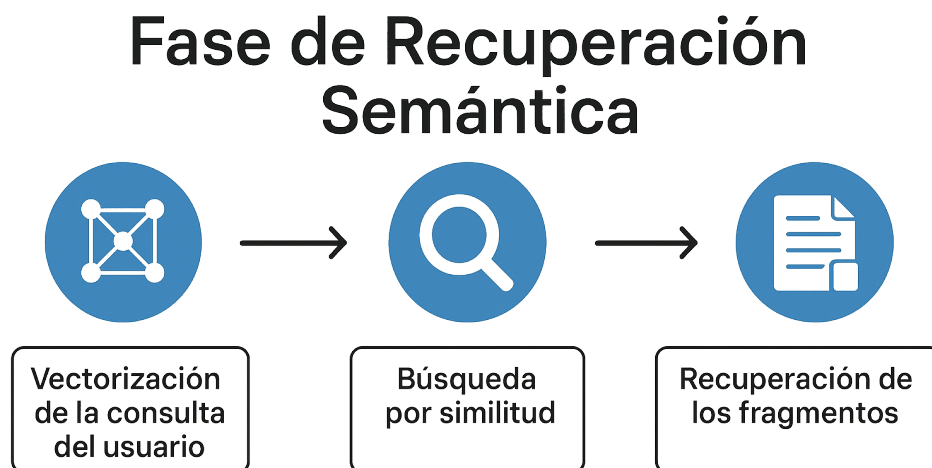 Fase de Recuperación
Semántica
Vectorización
de la consulta
del usuario
Búsqueda
por similitud
Recuperación de
los fragmentos